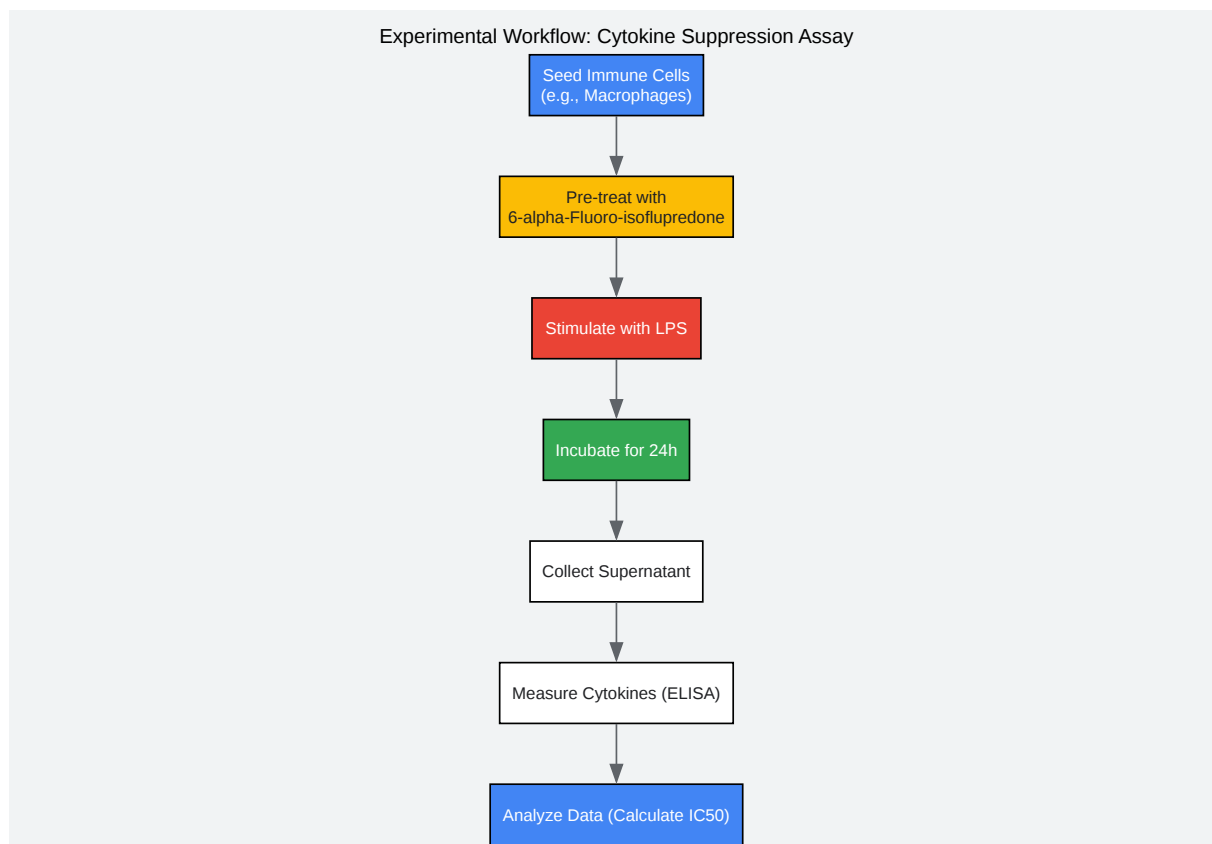 Experimental Workflow: Cytokine Suppression Assay
Seed Immune Cells
(e.g., Macrophages)
Pre-treat with
6-alpha-Fluoro-isoflupredone
Stimulate with LPS
Incubate for 24h
Collect Supernatant
Measure Cytokines (ELISA)
Analyze Data (Calculate IC50)